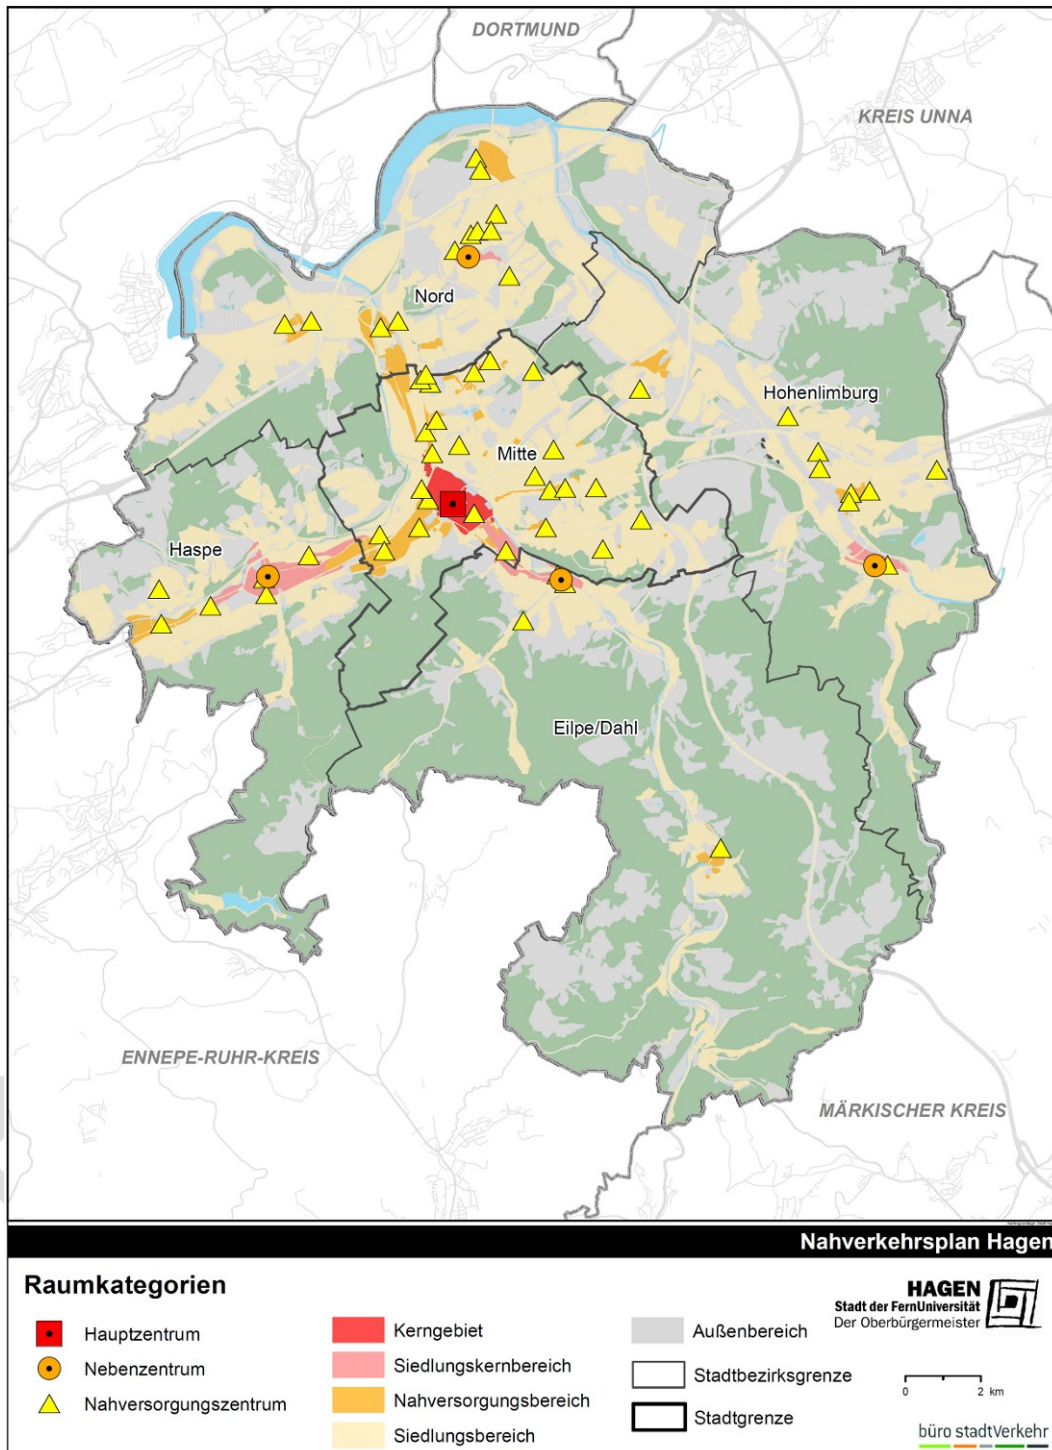 DORTMUND
KREIS UNNA
Nord
Hohenlimburg
Mitte
Haspe
Eilpe/Dahl
ENNEPE-RUHR-KREIS
MÄRKISCHER KREIS
Nahverkehrsplan Hagen
Raumkategorien
Hauptzentrum
Nebenzentrum
Nahversorgungszentrum
Kerngebiet
Siedlungskernbereich
Nahversorgungsbereich
Siedlungsbereich
Außenbereich
Stadtbezirksgrenze
Stadtgrenze
HAGEN
Stadt der FernUniversität
Der Oberbürgermeister
0 2 km
büro stadtVerkehr